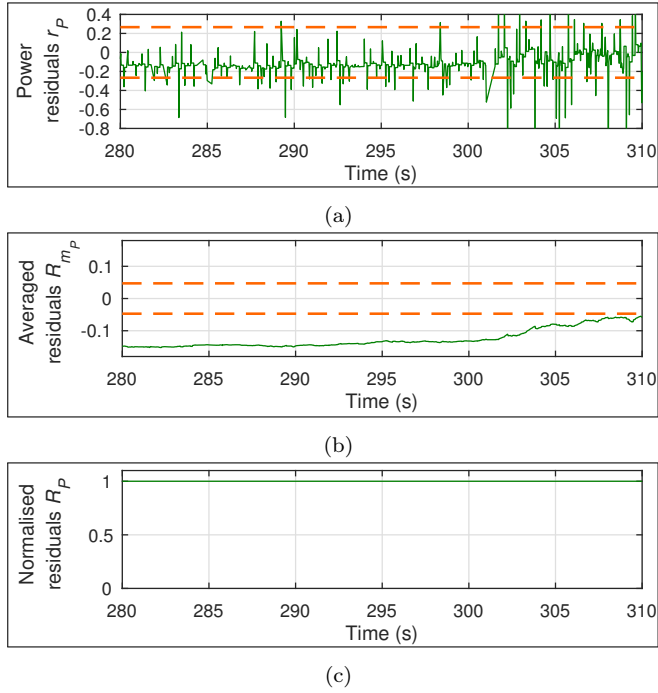 Power
residuals r_P
0.4
0.2
0
-0.2
-0.4
-0.6
-0.8
280 285 290 295 300 305 310
Time (s)
(a)
Averaged
residuals R_{m_P}
0.1
0
-0.1
280 285 290 295 300 305 310
Time (s)
(b)
Normalised
residuals R_P
1
0.5
0
280 285 290 295 300 305 310
Time (s)
(c)